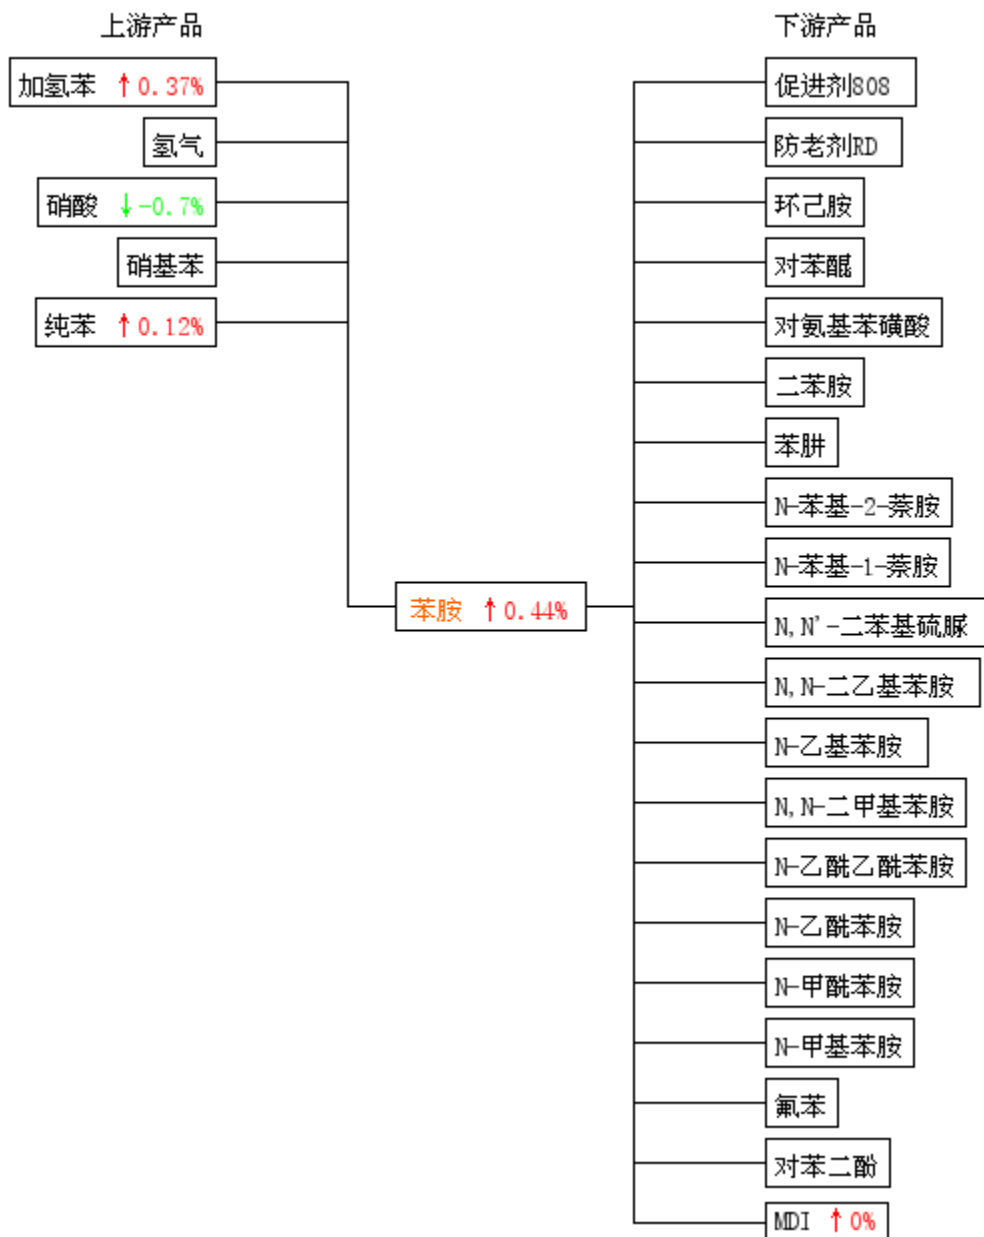 上游产品
下游产品
加氢苯 ↑0.37%
氢气
硝酸 ↓-0.7%
硝基苯
纯苯 ↑0.12%
苯胺 ↑0.44%
促进剂808
防老剂RD
环己胺
对苯醌
对氨基苯磺酸
二苯胺
苯肼
N-苯基-2-萘胺
N-苯基-1-萘胺
N,N'-二苯基硫脲
N,N-二乙基苯胺
N-乙基苯胺
N,N-二甲基苯胺
N-乙酰乙酰苯胺
N-乙酰苯胺
N-甲酰苯胺
N-甲基苯胺
氟苯
对苯二酚
MDI ↑0%